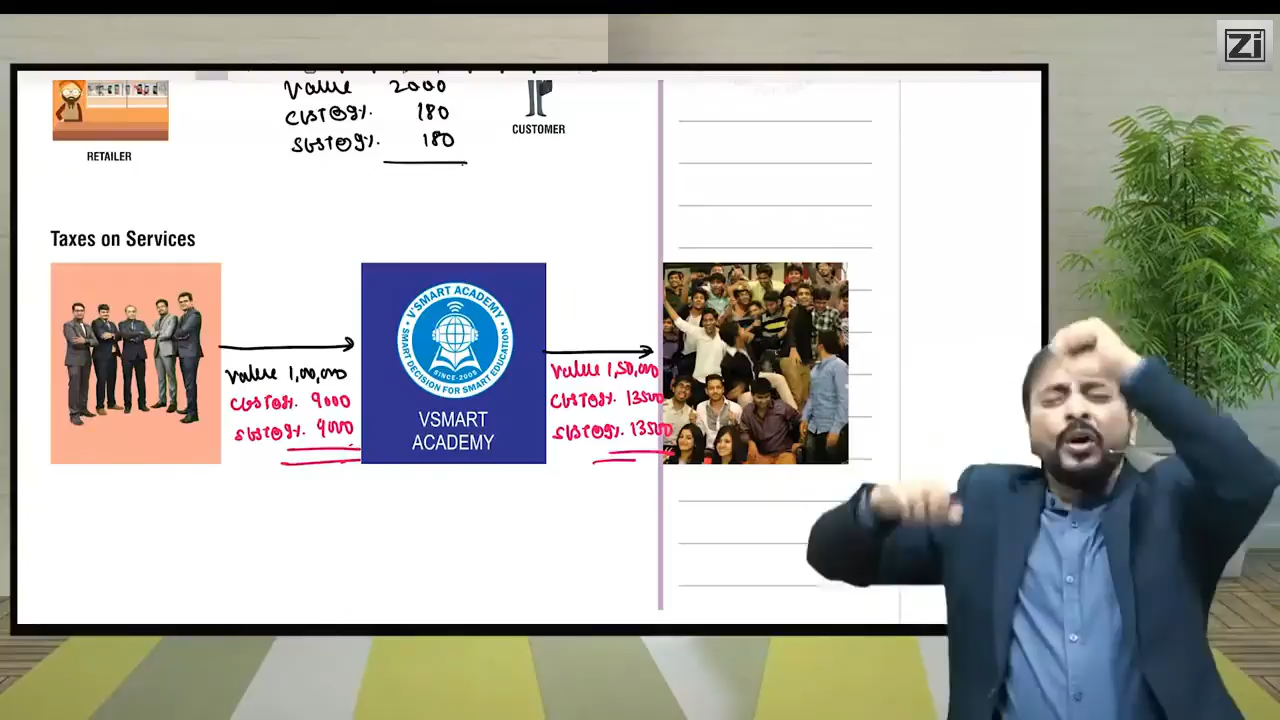 Zi
Value 2000
CGST@9%. 180
SGST@9%. 180
RETAILER
CUSTOMER
Taxes on Services
V'SMART ACADEMY
SMART DECISION FOR SMART EDUCATION
SINCE-2005
VSMART
ACADEMY
Value 1,00,000
CGST@9%. 9000
SGST@9%. 9000
Value 1,50,000
CGST@9%. 13500
SGST@9%. 13500